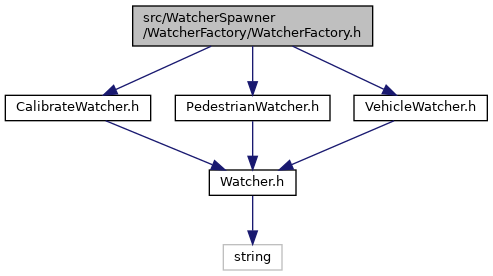 src/WatcherSpawner
/WatcherFactory/WatcherFactory.h
CalibrateWatcher.h
PedestrianWatcher.h
VehicleWatcher.h
Watcher.h
string